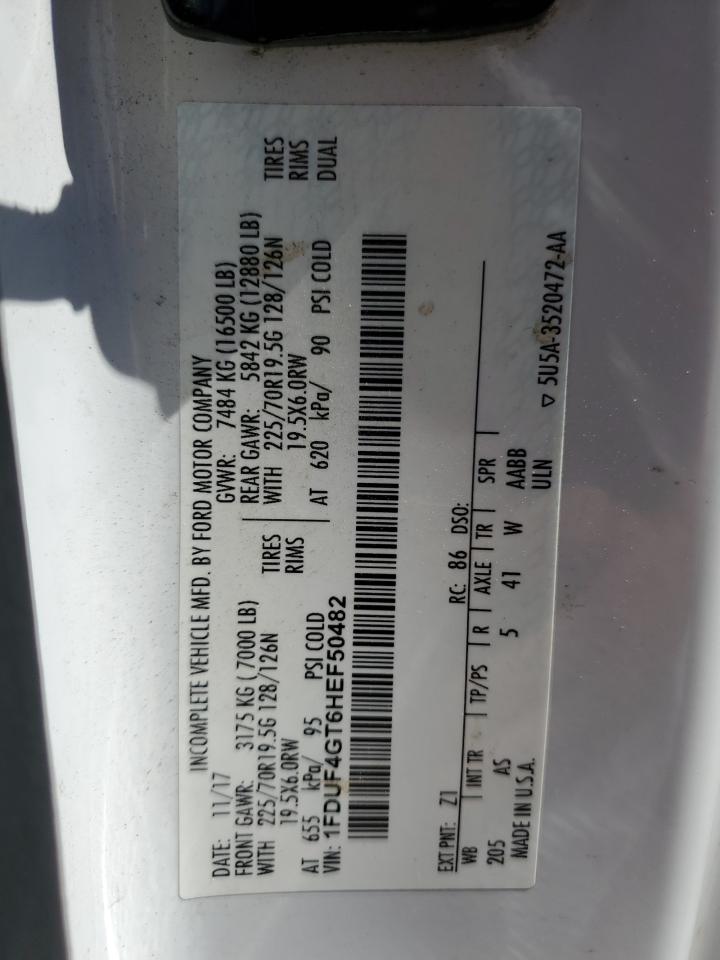 INCOMPLETE VEHICLE MFD. BY FORD MOTOR COMPANY
DATE: 11/17 GVWR: 7484 KG (16500 LB)
FRONT GAWR: 3175 KG (7000 LB) REAR GAWR: 5842 KG (12880 LB)
WITH 225/70R19.5G 128/126N TIRES WITH 225/70R19.5G 128/126N TIRES
19.5X6.0RW RIMS 19.5X6.0RW RIMS
AT 655 kPa/ 95 PSI COLD AT 620 kPa/ 90 PSI COLD DUAL
VIN: 1FDUF4GT6HEF50482
EXT PNT: Z1 RC: 86 DSO:
WB INT TR TP/PS R AXLE TR SPR
205 AS 5 41 W AABB
MADE IN U.S.A. ULN
▽ 5U5A-3520472-AA